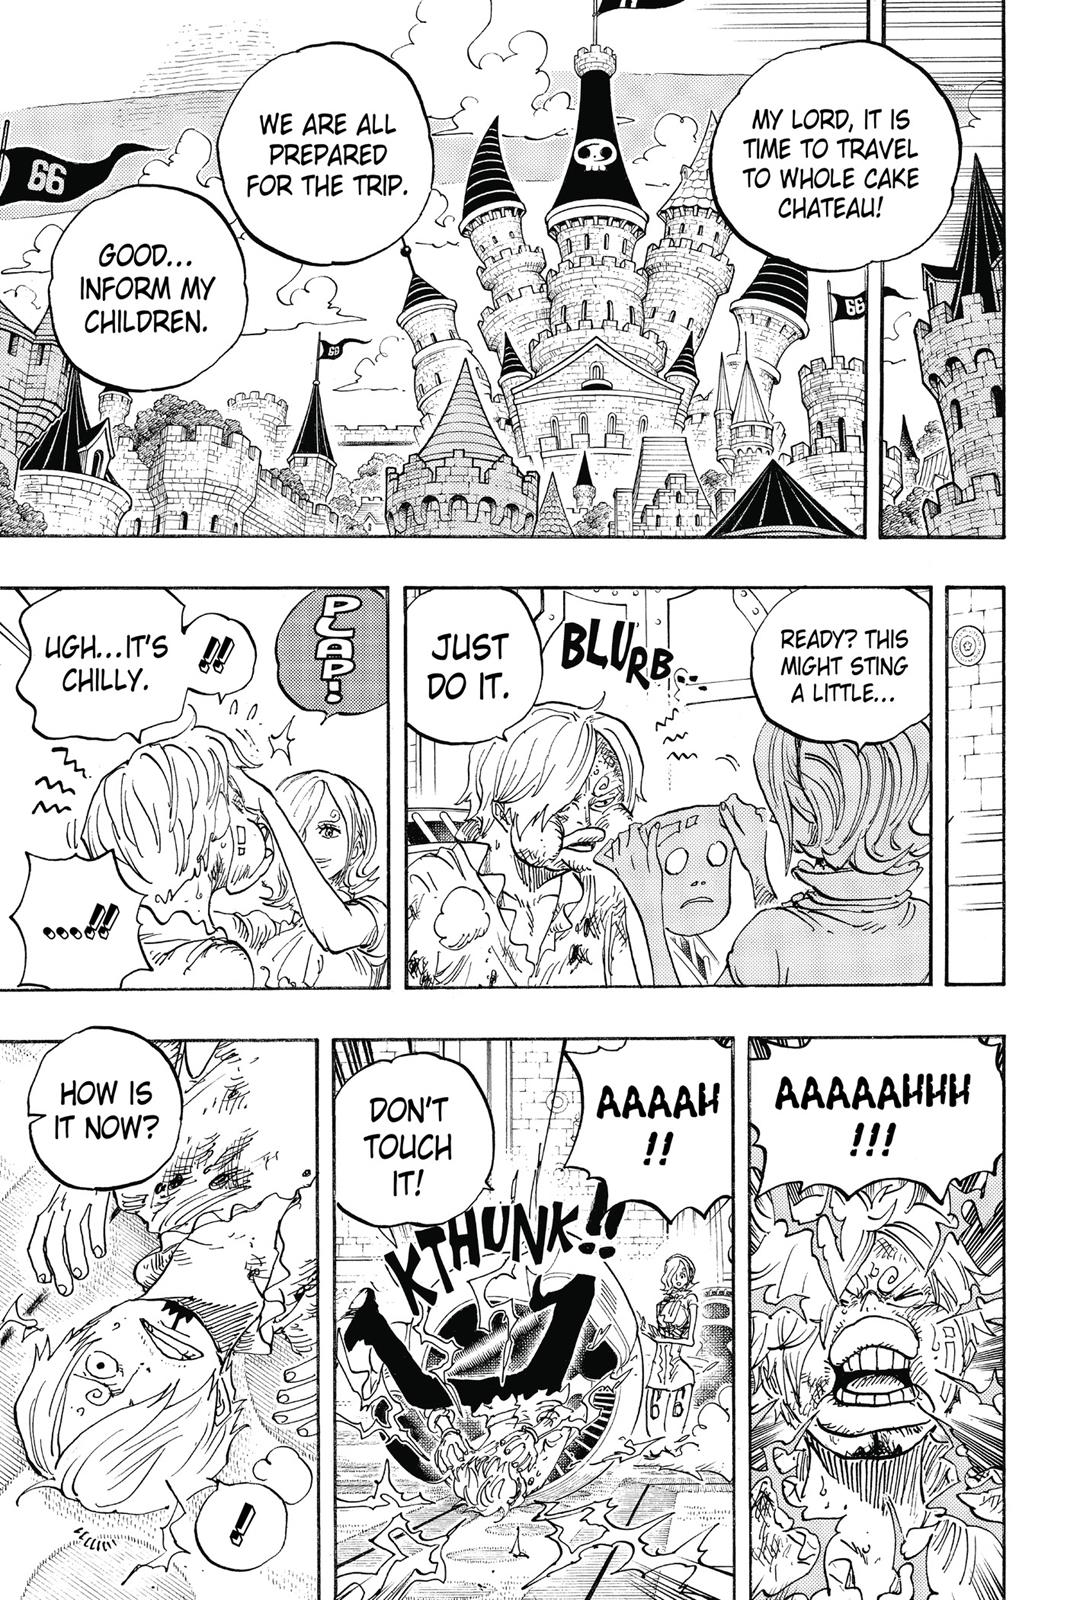 MY LORD, IT IS
TIME TO TRAVEL
TO WHOLE CAKE
CHATEAU!
WE ARE ALL
PREPARED
FOR THE TRIP.
GOOD...
INFORM MY
CHILDREN.
66
66
66
READY? THIS
MIGHT STING
A LITTLE...
BLURB...
JUST
DO IT.
PLAP!
!!
UGH...IT'S
CHILLY.
...!!
AAAAAHHH
!!!
AAAAH
!!
DON'T
TOUCH
IT!
KTHUNK!!
HOW IS
IT NOW?
!